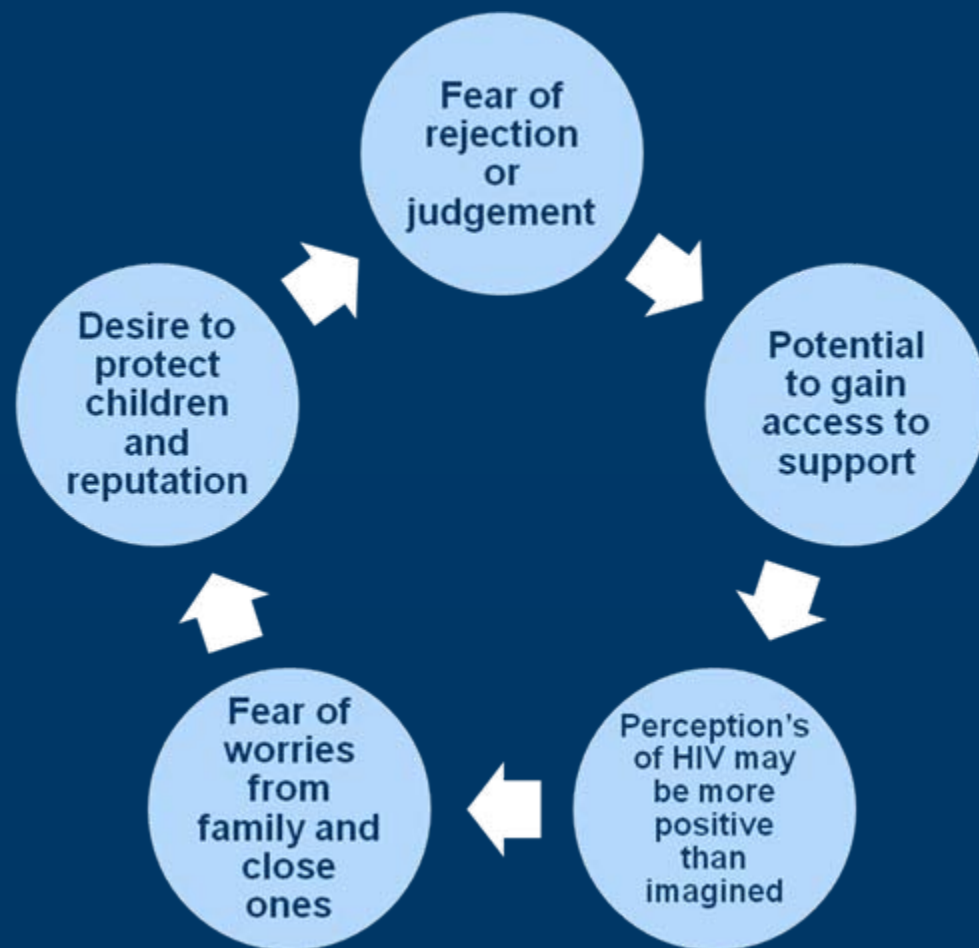 Fear of
rejection
or
judgement
Potential
to gain
access to
support
Perception's
of HIV may
be more
positive
than
imagined
Fear of
worries
from
family and
close
ones
Desire to
protect
children
and
reputation